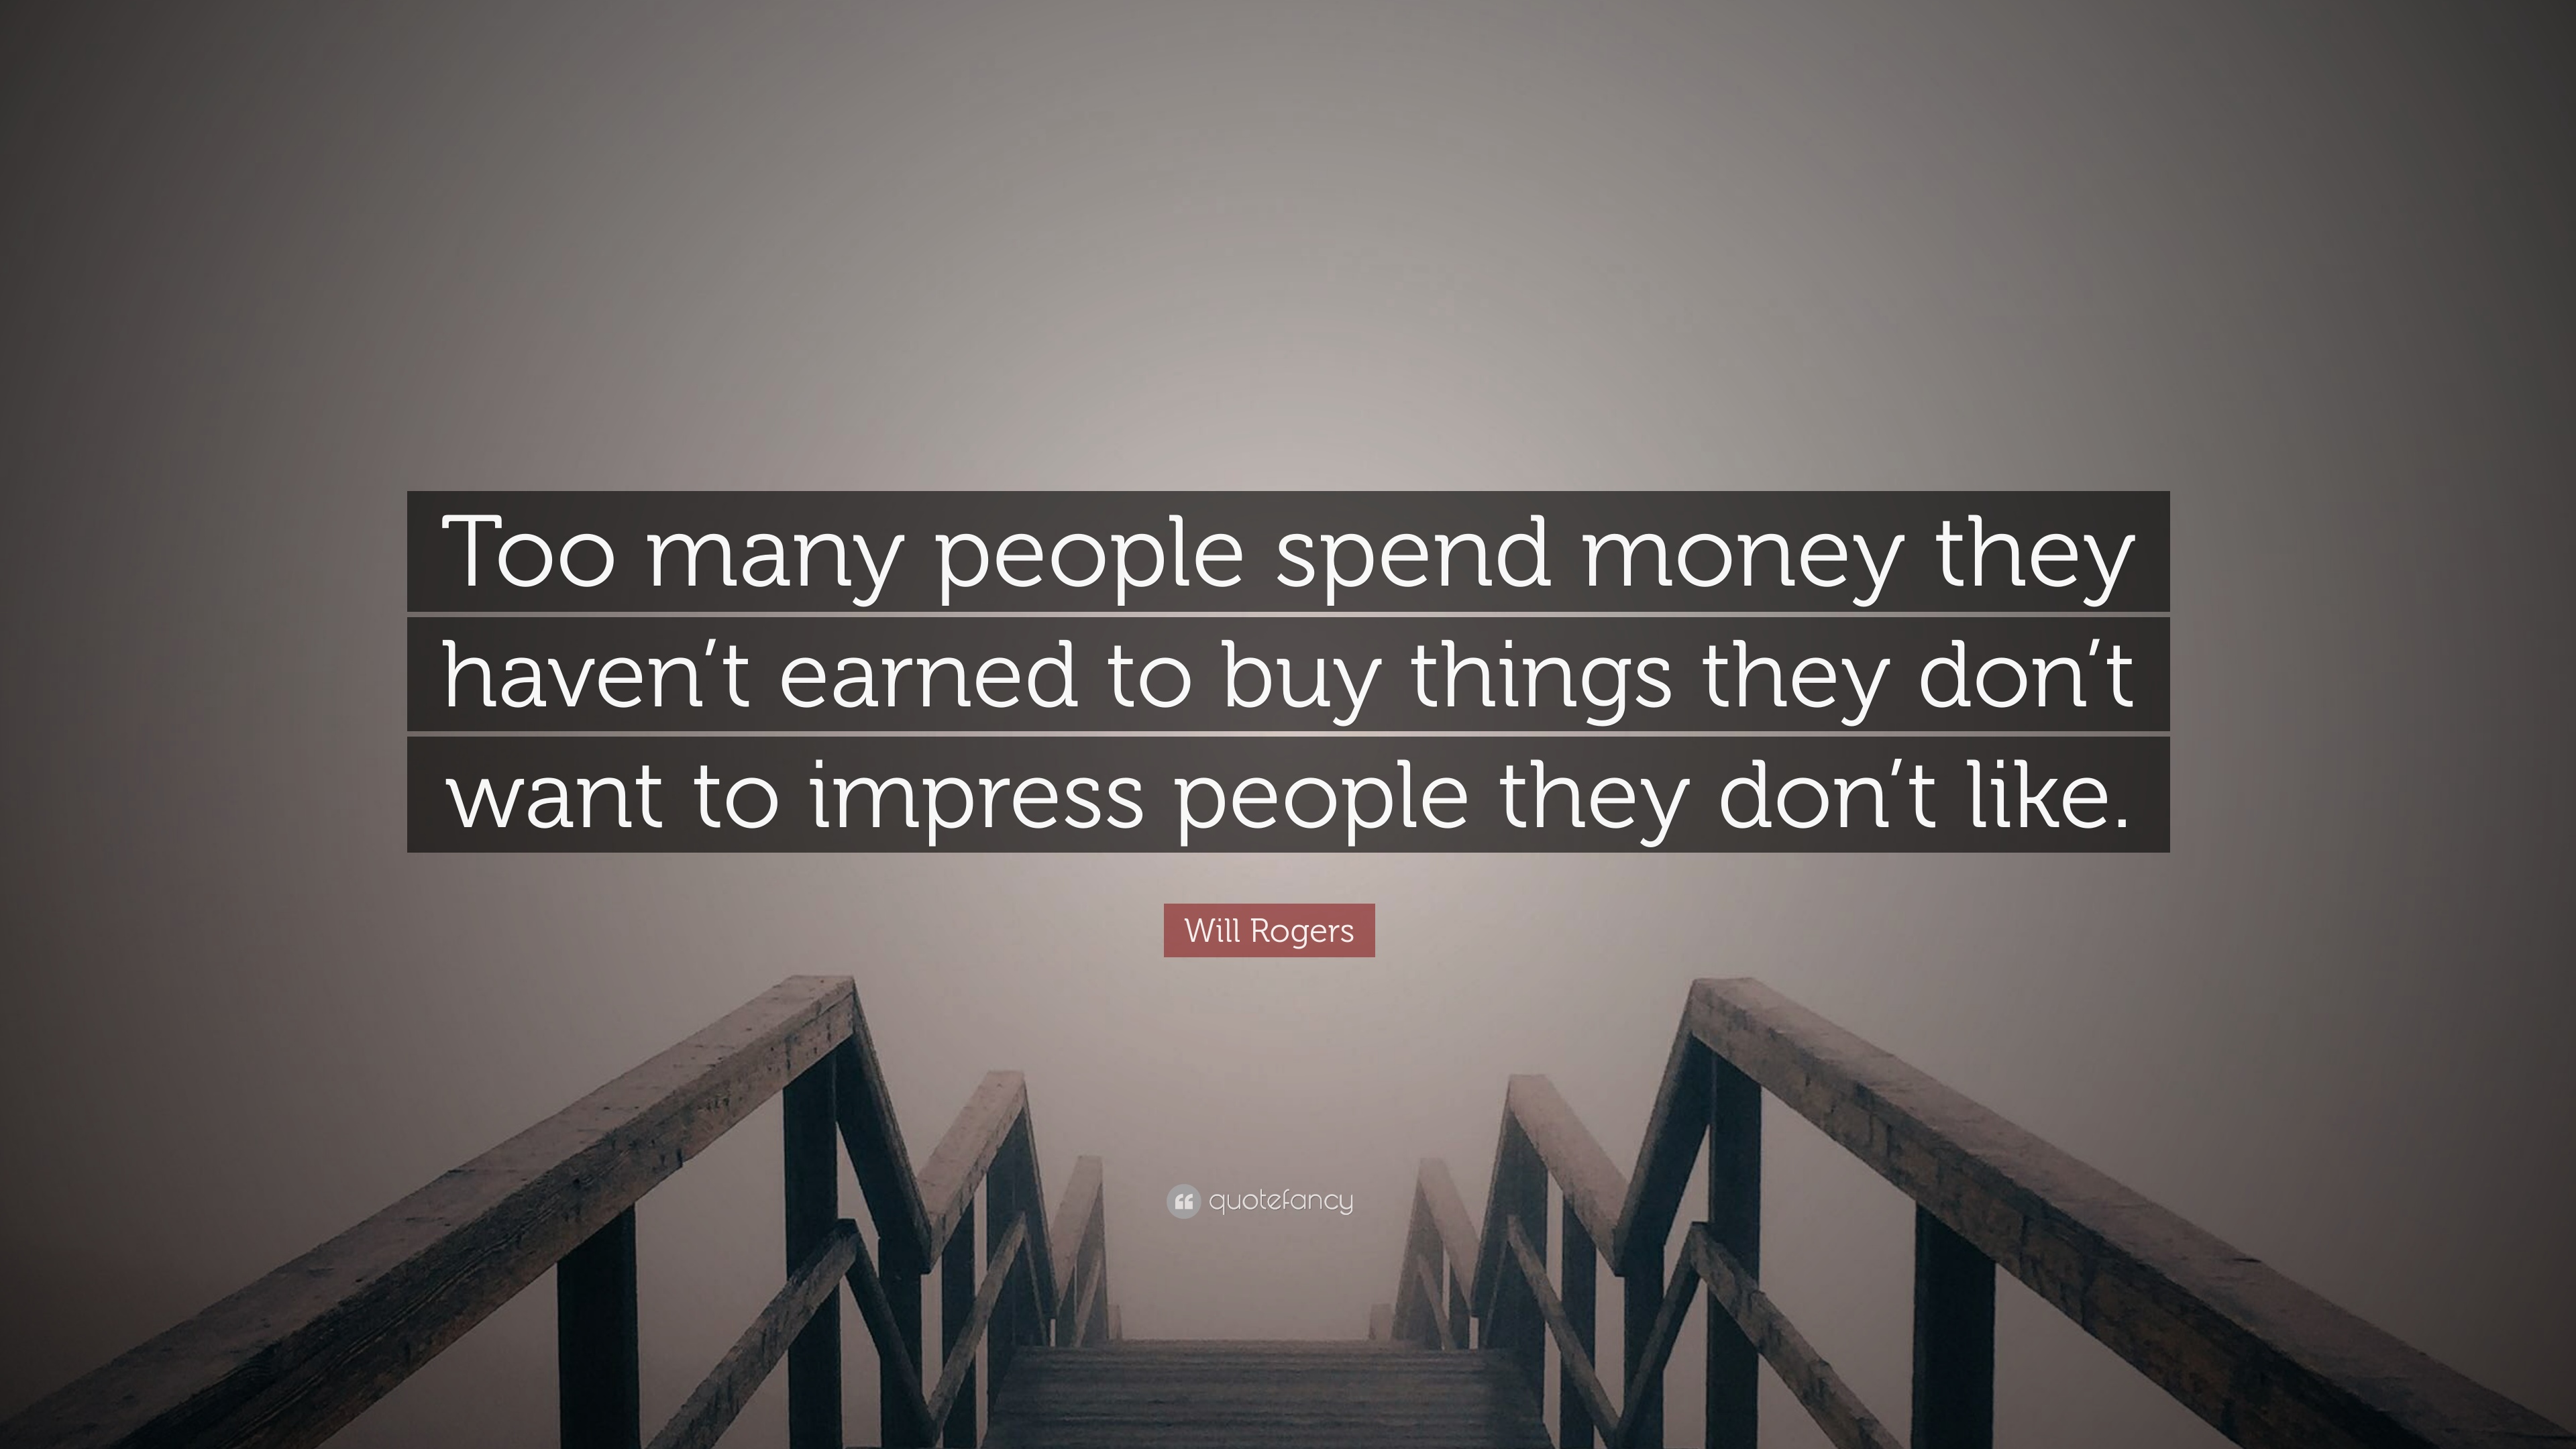 Too many people spend money they
haven’t earned to buy things they don’t
want to impress people they don’t like.
Will Rogers
quotefancy